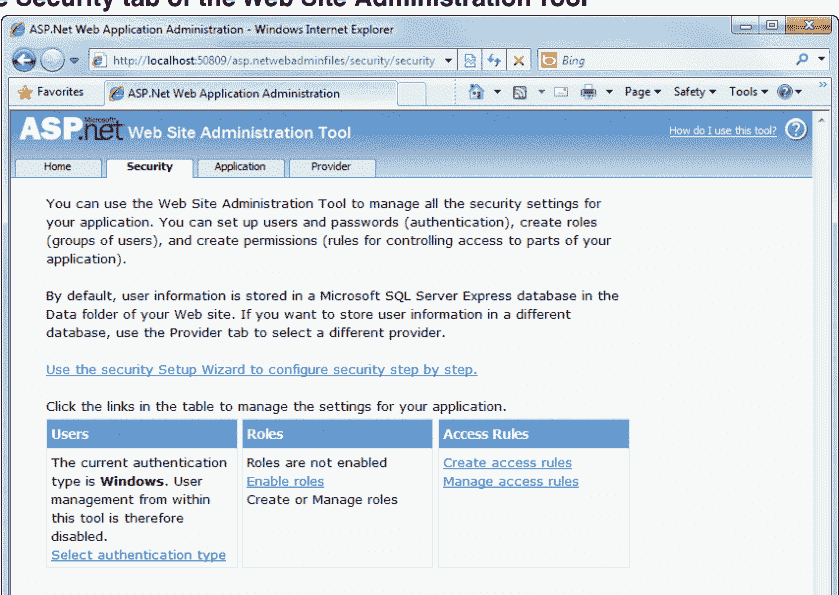 e Security tab of the Web Site Administration Tool
ASP.Net Web Application Administration - Windows Internet Explorer
http://localhost:50809/asp.netwebadminfiles/security/security
Bing
Favorites
ASP.Net Web Application Administration
Page
Safety
Tools
»
Microsoft
ASP.net Web Site Administration Tool
How do I use this tool? ?
Home Security Application Provider
You can use the Web Site Administration Tool to manage all the security settings for
your application. You can set up users and passwords (authentication), create roles
(groups of users), and create permissions (rules for controlling access to parts of your
application).
By default, user information is stored in a Microsoft SQL Server Express database in the
Data folder of your Web site. If you want to store user information in a different
database, use the Provider tab to select a different provider.
Use the security Setup Wizard to configure security step by step.
Click the links in the table to manage the settings for your application.
Users
The current authentication
type is Windows. User
management from within
this tool is therefore
disabled.
Select authentication type
Roles
Roles are not enabled
Enable roles
Create or Manage roles
Access Rules
Create access rules
Manage access rules